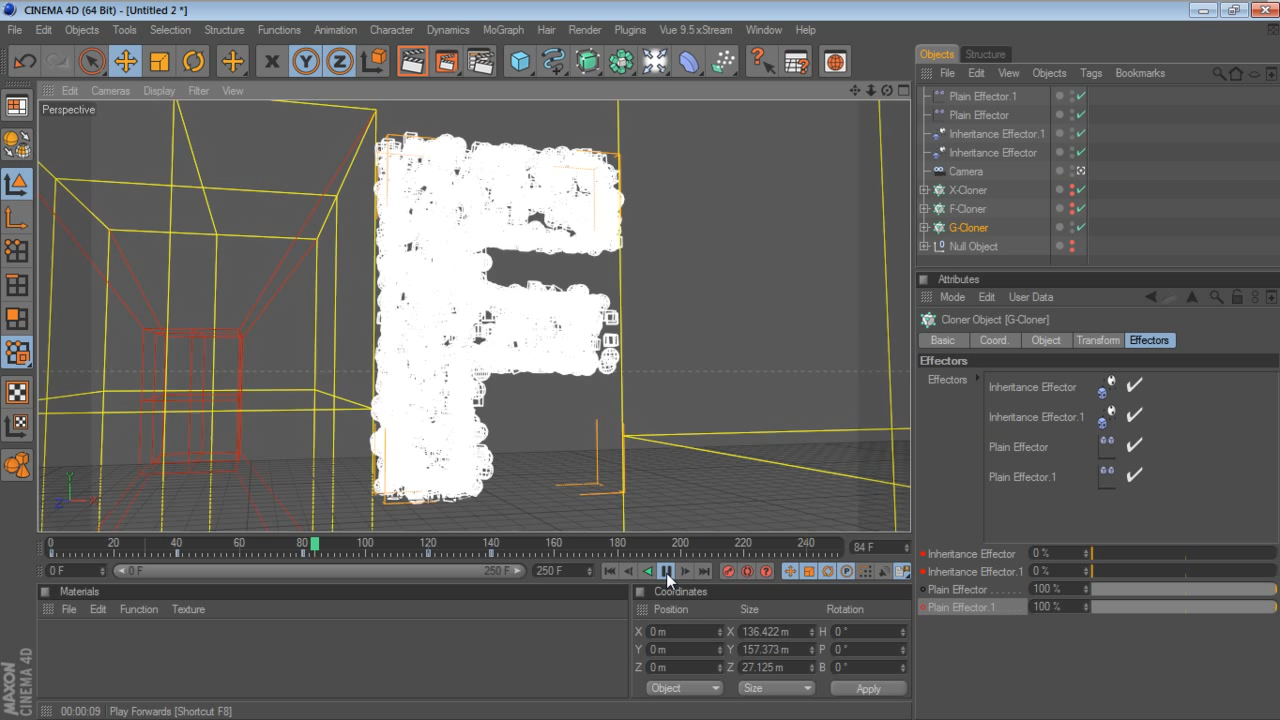 CINEMA 4D (64 Bit) - [Untitled 2 *]
File Edit Objects Tools Selection Structure Functions Animation Character Dynamics MoGraph Hair Render Plugins Vue 9.5 xStream Window Help
X Y Z
Objects Structure
File Edit View Objects Tags Bookmarks
Edit Cameras Display Filter View
Perspective
Plain Effector.1
Plain Effector
Inheritance Effector.1
Inheritance Effector
Camera
X-Cloner
F-Cloner
G-Cloner
Null Object
Attributes
Mode Edit User Data
Cloner Object [G-Cloner]
Basic Coord. Object Transform Effectors
Effectors
Effectors
Inheritance Effector
Inheritance Effector.1
Plain Effector
Plain Effector.1
Inheritance Effector 0 %
Inheritance Effector.1 0 %
Plain Effector . . . . . . 100 %
Plain Effector.1 . . . . . 100 %
Y
X
Z
0 20 40 60 80 100 120 140 160 180 200 220 240 84 F
0 F 0 F 250 F 250 F
Materials
File Edit Function Texture
Coordinates
Position Size Rotation
X 0 m X 136.422 m H 0 °
Y 0 m Y 157.373 m P 0 °
Z 0 m Z 27.125 m B 0 °
Object Size Apply
MAXON
CINEMA 4D
00:00:09 Play Forwards [Shortcut F8]